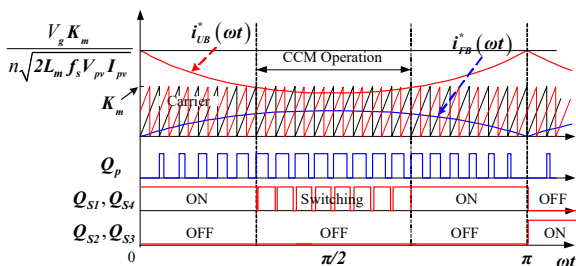 V_g K_m
n√2L_m f_s V_pv I_pv
i*_UB(ωt)
i*_FB(ωt)
CCM Operation
K_m
Carrier
Q_p
Q_S1, Q_S4
ON
Switching
ON
OFF
Q_S2, Q_S3
OFF
OFF
OFF
ON
0
π/2
π
ωt